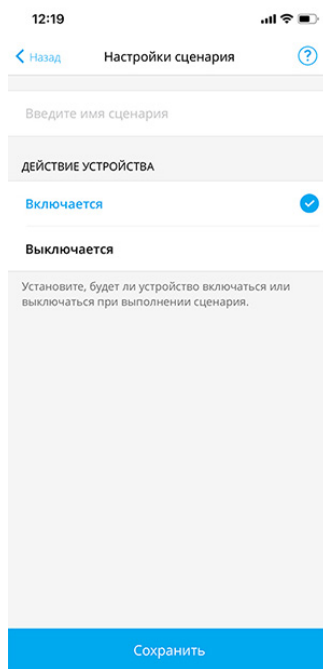 12:19
Назад
Настройки сценария
?
Введите имя сценария
ДЕЙСТВИЕ УСТРОЙСТВА
Включается
Выключается
Установите, будет ли устройство включаться или
выключаться при выполнении сценария.
Сохранить